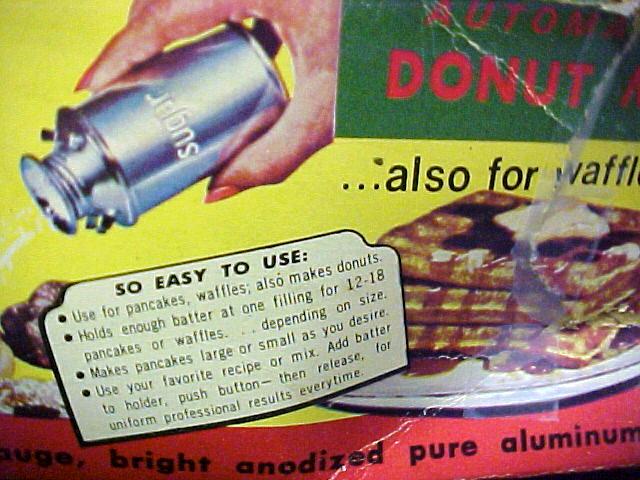 AUTOMA
DONUT
sugar
...also for waffl
SO EASY TO USE:
• Use for pancakes, waffles; also makes donuts.
• Holds enough batter at one filling for 12-18
pancakes or waffles. . . depending on size.
• Makes pancakes large or small as you desire.
• Use your favorite recipe or mix. Add batter
to holder, push button— then release, for
uniform professional results everytime.
auge, bright anodized pure aluminum